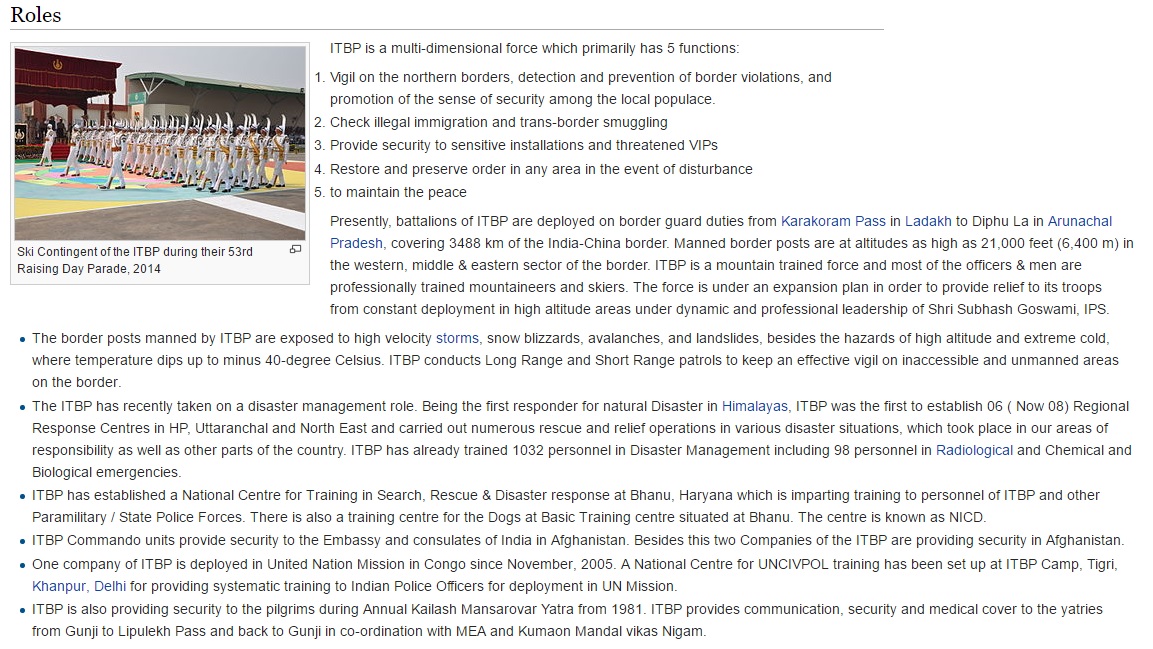 Roles
ITBP is a multi-dimensional force which primarily has 5 functions:
1. Vigil on the northern borders, detection and prevention of border violations, and
promotion of the sense of security among the local populace.
2. Check illegal immigration and trans-border smuggling
3. Provide security to sensitive installations and threatened VIPs
4. Restore and preserve order in any area in the event of disturbance
5. to maintain the peace
Ski Contingent of the ITBP during their 53rd
Raising Day Parade, 2014
Presently, battalions of ITBP are deployed on border guard duties from Karakoram Pass in Ladakh to Diphu La in Arunachal
Pradesh, covering 3488 km of the India-China border. Manned border posts are at altitudes as high as 21,000 feet (6,400 m) in
the western, middle & eastern sector of the border. ITBP is a mountain trained force and most of the officers & men are
professionally trained mountaineers and skiers. The force is under an expansion plan in order to provide relief to its troops
from constant deployment in high altitude areas under dynamic and professional leadership of Shri Subhash Goswami, IPS.
• The border posts manned by ITBP are exposed to high velocity storms, snow blizzards, avalanches, and landslides, besides the hazards of high altitude and extreme cold,
where temperature dips up to minus 40-degree Celsius. ITBP conducts Long Range and Short Range patrols to keep an effective vigil on inaccessible and unmanned areas
on the border.
• The ITBP has recently taken on a disaster management role. Being the first responder for natural Disaster in Himalayas, ITBP was the first to establish 06 ( Now 08) Regional
Response Centres in HP, Uttaranchal and North East and carried out numerous rescue and relief operations in various disaster situations, which took place in our areas of
responsibility as well as other parts of the country. ITBP has already trained 1032 personnel in Disaster Management including 98 personnel in Radiological and Chemical and
Biological emergencies.
• ITBP has established a National Centre for Training in Search, Rescue & Disaster response at Bhanu, Haryana which is imparting training to personnel of ITBP and other
Paramilitary / State Police Forces. There is also a training centre for the Dogs at Basic Training centre situated at Bhanu. The centre is known as NICD.
• ITBP Commando units provide security to the Embassy and consulates of India in Afghanistan. Besides this two Companies of the ITBP are providing security in Afghanistan.
• One company of ITBP is deployed in United Nation Mission in Congo since November, 2005. A National Centre for UNCIVPOL training has been set up at ITBP Camp, Tigri,
Khanpur, Delhi for providing systematic training to Indian Police Officers for deployment in UN Mission.
• ITBP is also providing security to the pilgrims during Annual Kailash Mansarovar Yatra from 1981. ITBP provides communication, security and medical cover to the yatries
from Gunji to Lipulekh Pass and back to Gunji in co-ordination with MEA and Kumaon Mandal vikas Nigam.